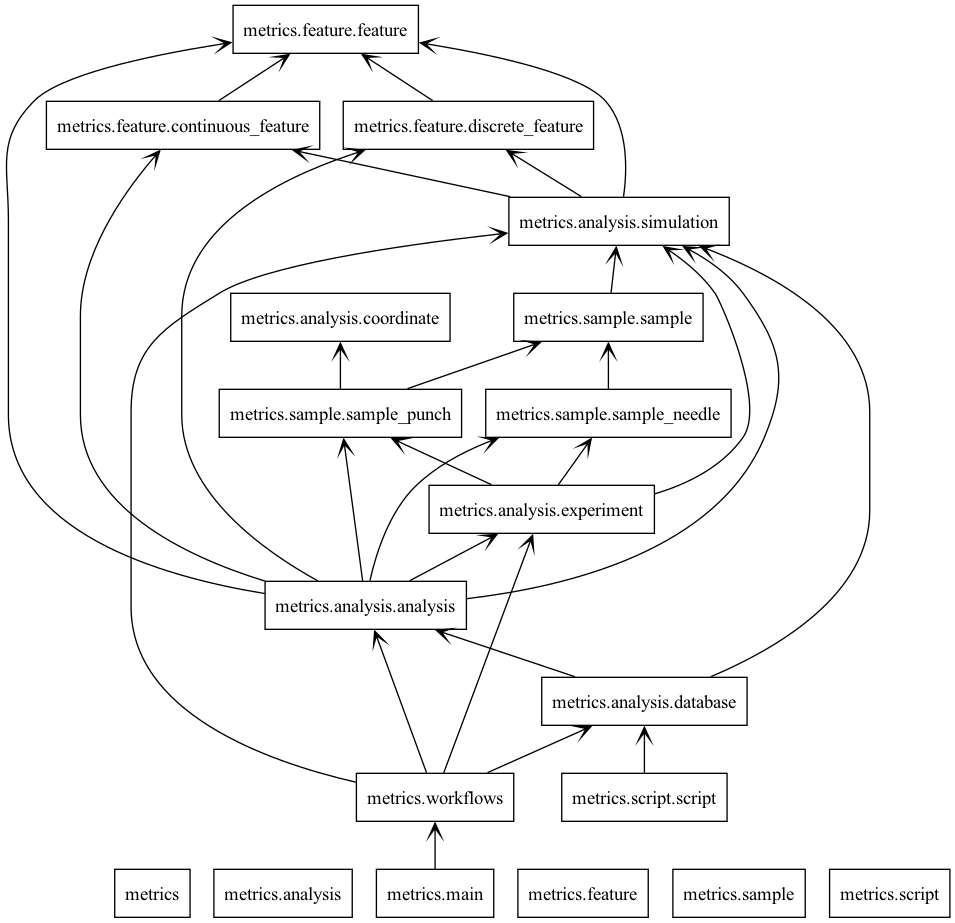 metrics.feature.feature
metrics.feature.continuous_feature
metrics.feature.discrete_feature
metrics.analysis.simulation
metrics.analysis.coordinate
metrics.sample.sample
metrics.sample.sample_punch
metrics.sample.sample_needle
metrics.analysis.experiment
metrics.analysis.analysis
metrics.analysis.database
metrics.workflows
metrics.script.script
metrics
metrics.analysis
metrics.main
metrics.feature
metrics.sample
metrics.script